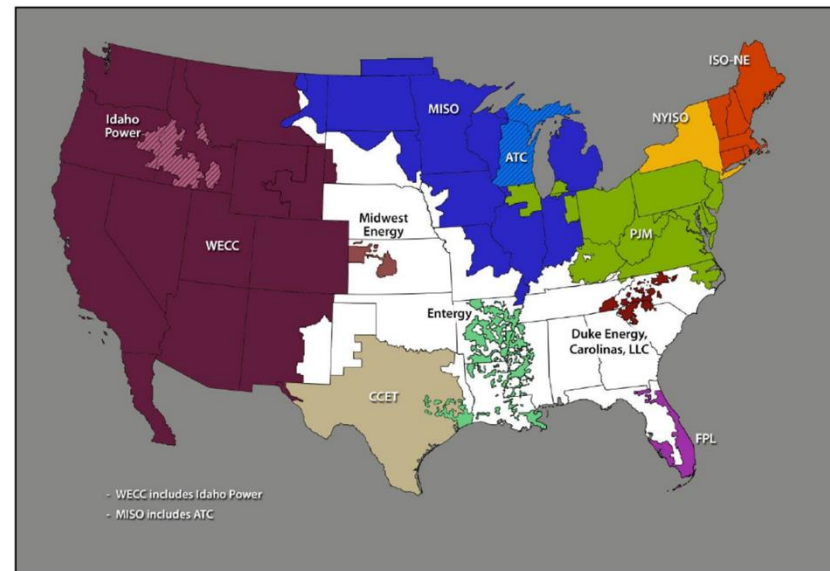 ISO-NE
NYISO
MISO
Idaho
Power
ATC
Midwest
Energy
PJM
WECC
Entergy
Duke Energy,
Carolinas, LLC
CCET
FPL
- WECC includes Idaho Power
- MISO includes ATC